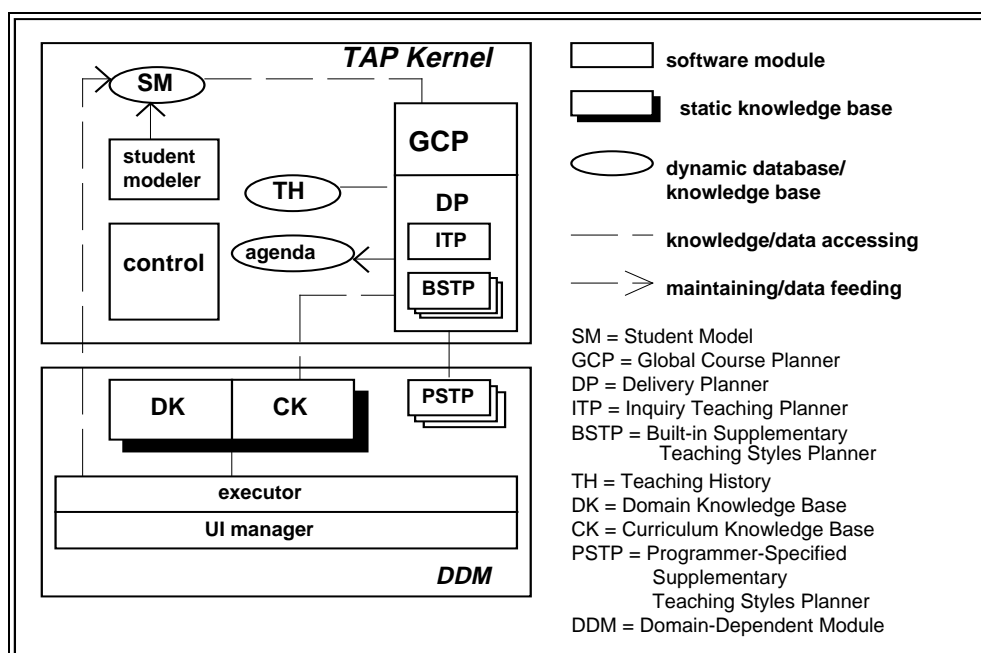 TAP Kernel
SM
GCP
student
modeler
TH
DP
ITP
control
agenda
BSTP
DK
CK
PSTP
executor
UI manager
DDM
software module
static knowledge base
dynamic database/
knowledge base
knowledge/data accessing
maintaining/data feeding
SM = Student Model
GCP = Global Course Planner
DP = Delivery Planner
ITP = Inquiry Teaching Planner
BSTP = Built-in Supplementary
Teaching Styles Planner
TH = Teaching History
DK = Domain Knowledge Base
CK = Curriculum Knowledge Base
PSTP = Programmer-Specified
Supplementary
Teaching Styles Planner
DDM = Domain-Dependent Module